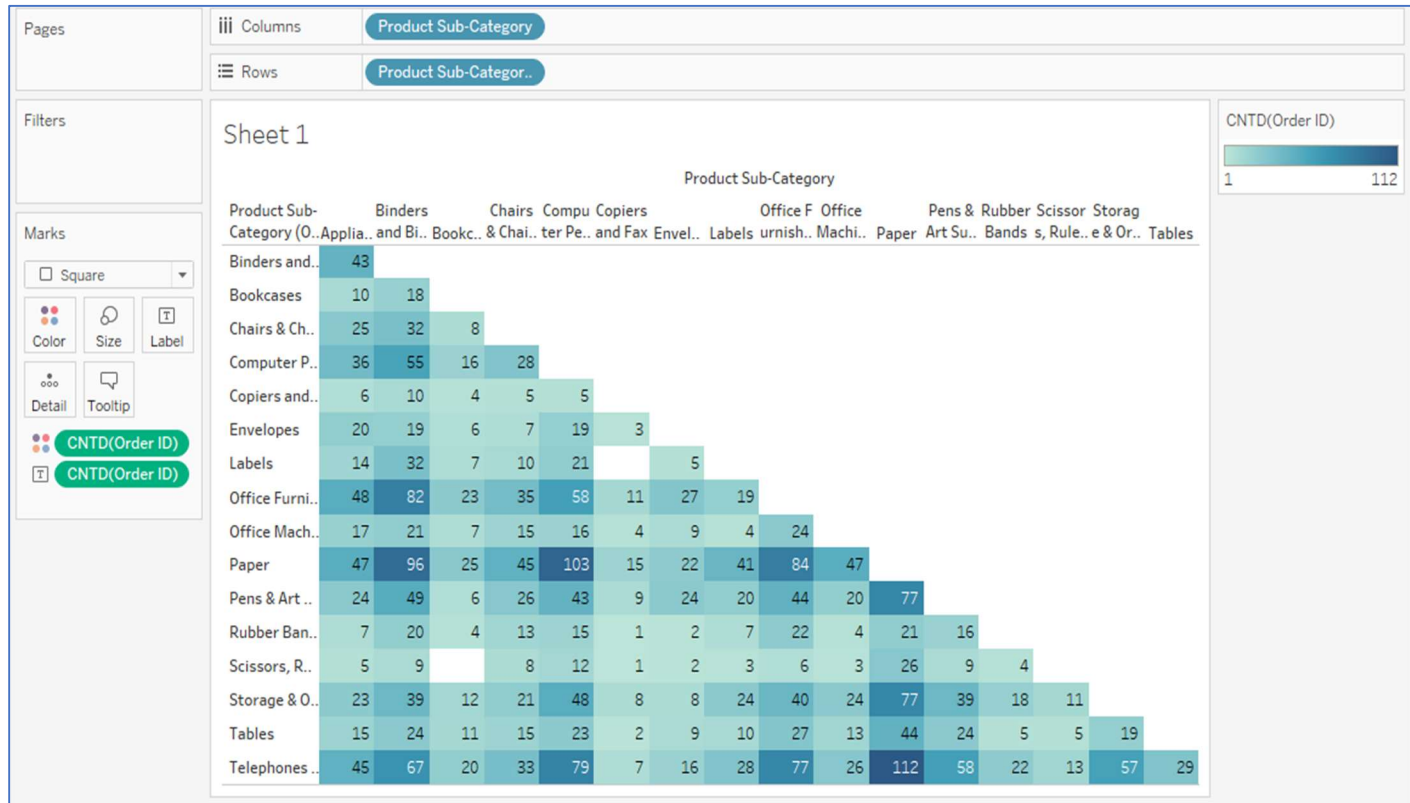 Pages
iii Columns Product Sub-Category
Rows Product Sub-Categor..
Filters
Marks
Square
Color Size Label
Detail Tooltip
CNTD(Order ID)
CNTD(Order ID)
Sheet 1
Product Sub-Category
Product Sub- Binders Chairs Compu Copiers Office F Office Pens & Rubber Scissor Storag
Category (O.. Applia.. and Bi.. Bookc.. & Chai.. ter Pe.. and Fax Envel.. Labels urnish.. Machi.. Paper Art Su.. Bands s, Rule.. e & Or.. Tables
Binders and.. 43
Bookcases 10 18
Chairs & Ch.. 25 32 8
Computer P.. 36 55 16 28
Copiers and.. 6 10 4 5 5
Envelopes 20 19 6 7 19 3
Labels 14 32 7 10 21 5
Office Furni.. 48 82 23 35 58 11 27 19
Office Mach.. 17 21 7 15 16 4 9 4 24
Paper 47 96 25 45 103 15 22 41 84 47
Pens & Art .. 24 49 6 26 43 9 24 20 44 20 77
Rubber Ban.. 7 20 4 13 15 1 2 7 22 4 21 16
Scissors, R.. 5 9 8 12 1 2 3 6 3 26 9 4
Storage & O.. 23 39 12 21 48 8 8 24 40 24 77 39 18 11
Tables 15 24 11 15 23 2 9 10 27 13 44 24 5 5 19
Telephones .. 45 67 20 33 79 7 16 28 77 26 112 58 22 13 57 29
CNTD(Order ID)
1 112